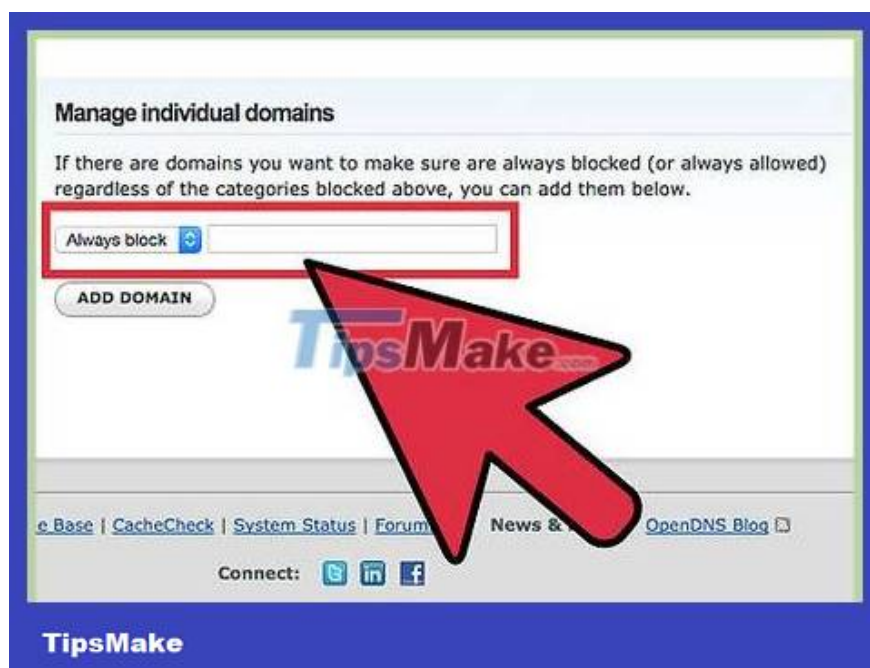 Manage individual domains
If there are domains you want to make sure are always blocked (or always allowed)
regardless of the categories blocked above, you can add them below.
Always block
ADD DOMAIN
TipsMake.com
e Base | CacheCheck | System Status | Forum News & OpenDNS Blog
Connect:
TipsMake